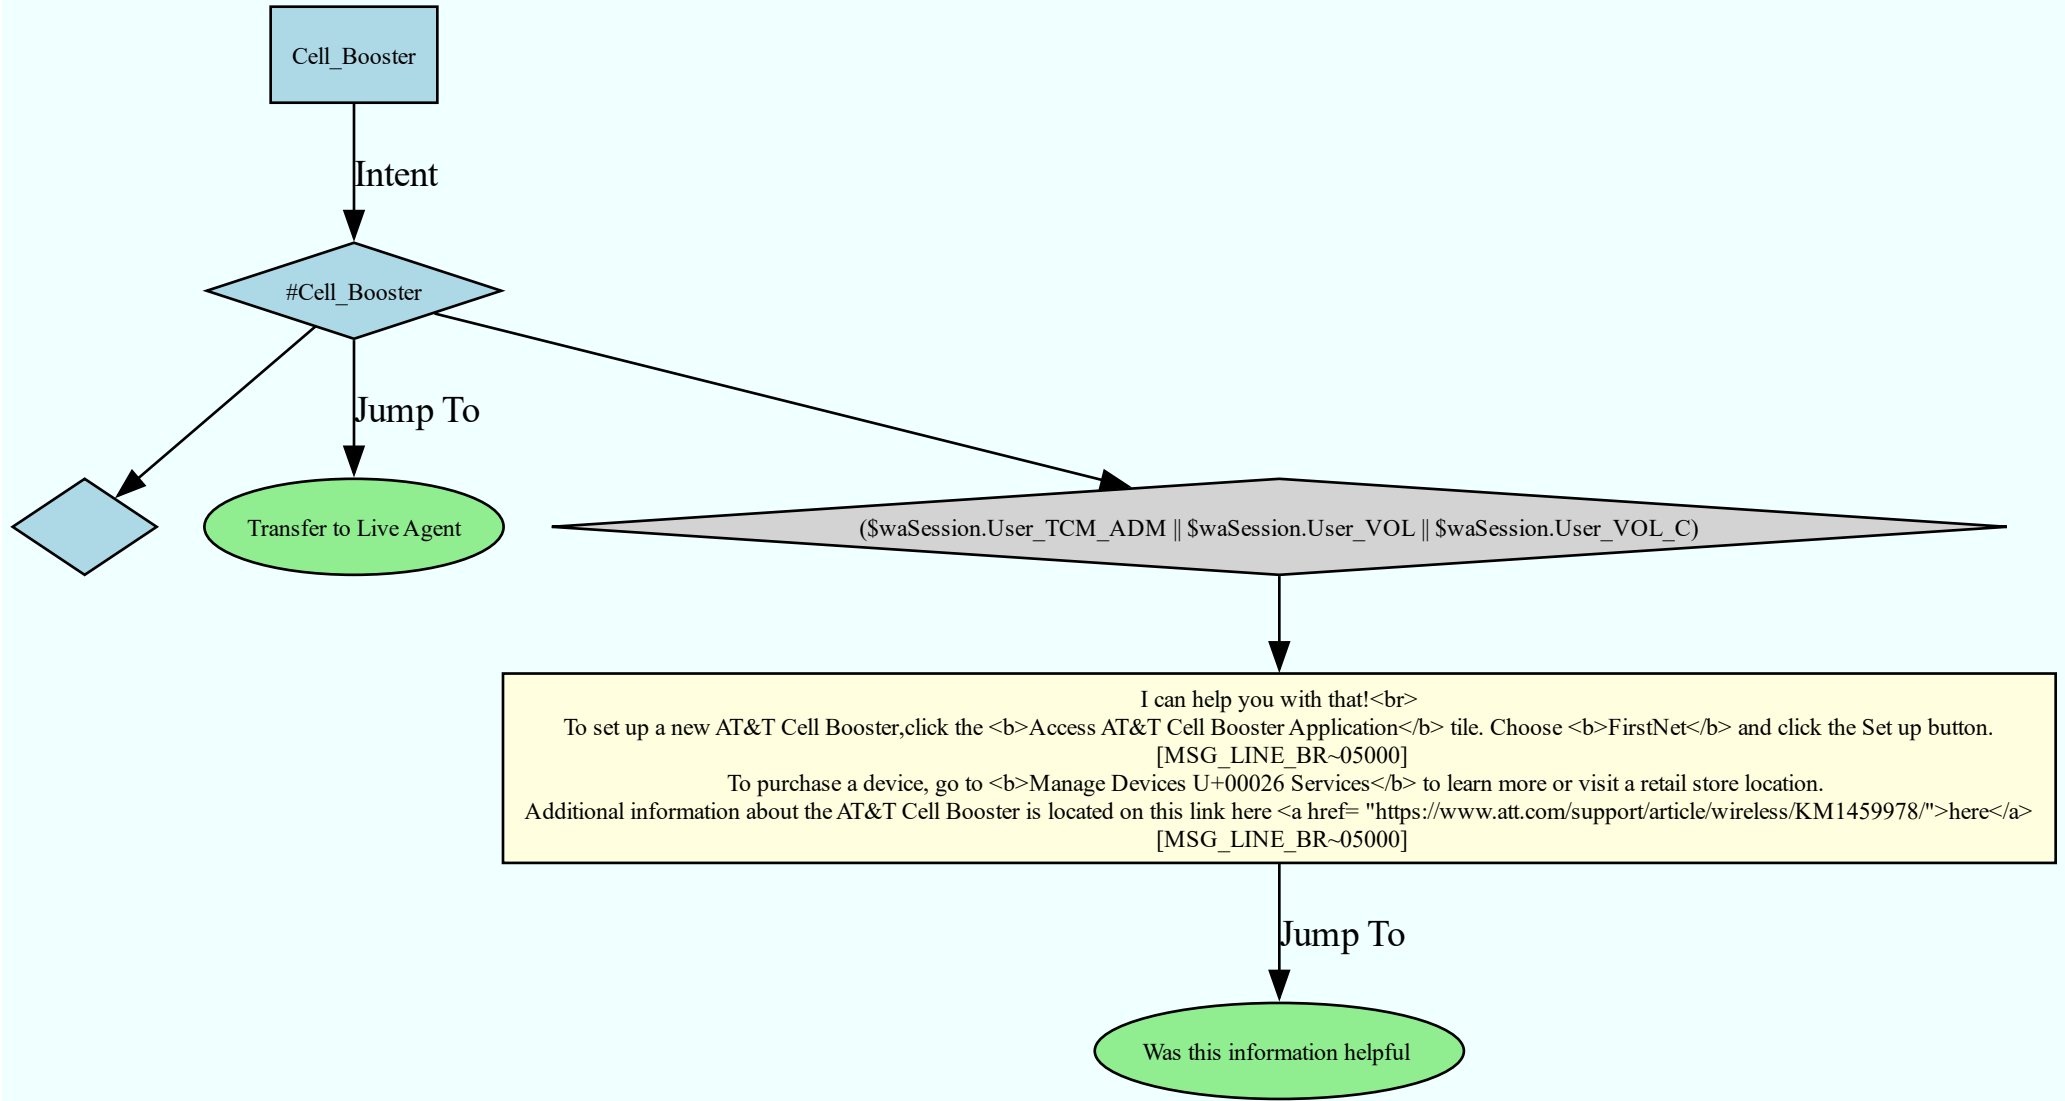 Cell_Booster
Intent
#Cell_Booster
Jump To
Transfer to Live Agent
($waSession.User_TCM_ADM || $waSession.User_VOL || $waSession.User_VOL_C)
I can help you with that!<br>
To set up a new AT&T Cell Booster,click the <b>Access AT&T Cell Booster Application</b> tile. Choose <b>FirstNet</b> and click the Set up button.
[MSG_LINE_BR~05000]
To purchase a device, go to <b>Manage Devices U+00026 Services</b> to learn more or visit a retail store location.
Additional information about the AT&T Cell Booster is located on this link here <a href= "https://www.att.com/support/article/wireless/KM1459978/">here</a>
[MSG_LINE_BR~05000]
Jump To
Was this information helpful